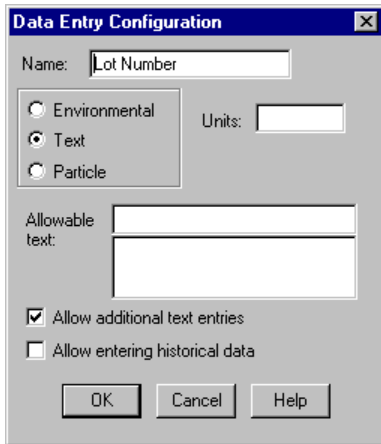 Data Entry Configuration
Name: Lot Number
Environmental
Text
Particle
Units:
Allowable
text:
Allow additional text entries
Allow entering historical data
OK Cancel Help